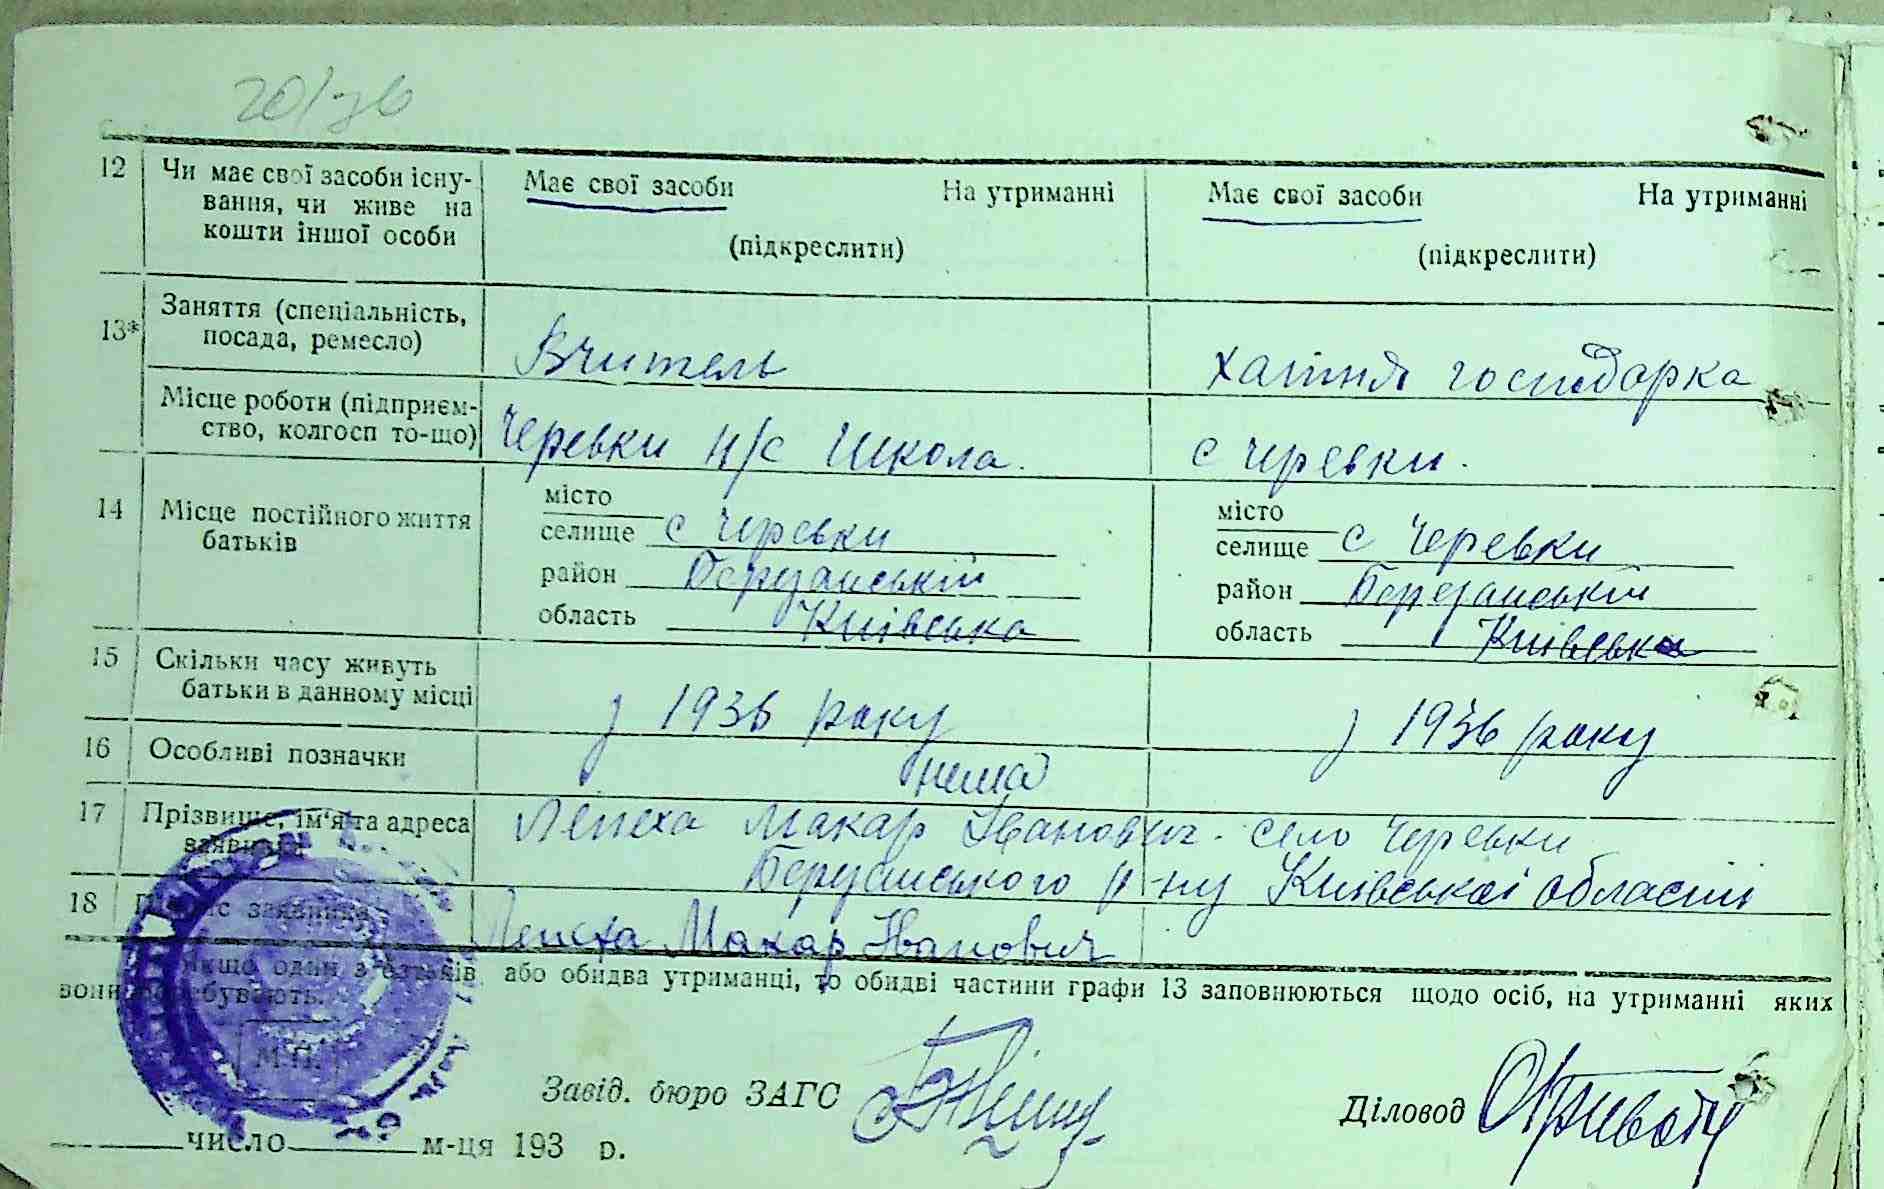 12 Чи має свої засоби існу- Має свої засоби На утриманні Має свої засоби На утриманні
вання, чи живе на
кошти іншої особи (підкреслити) (підкреслити)
13* Заняття (спеціальність,
посада, ремесло) Вчитель хатня господарка
Місце роботи (підприєм-
ство, колгосп то-що) Черевки н/с Школа. с черевки.
14 Місце постійного життя
батьків
місто місто
селище с Черевки селище с Черевки
район Березанський район Березанський
область Київська область Київська
15 Скільки часу живуть
батьки в данному місці з 1936 року з 1936 року
16 Особливі позначки нема
17 Прізвище, ім'я та адреса Лепеха Макар Іванович. село Черевки
заявника Березанського р-ну Київської області
18 Підпис заявника Лепеха Макар Іванович
Якщо один з батьків або обидва утриманці, то обидві частини графи 13 заповнюються щодо осіб, на утриманні яких
вони перебувають.
М.П.
Завід. бюро ЗАГС Діловод
число м-ця 193 р.